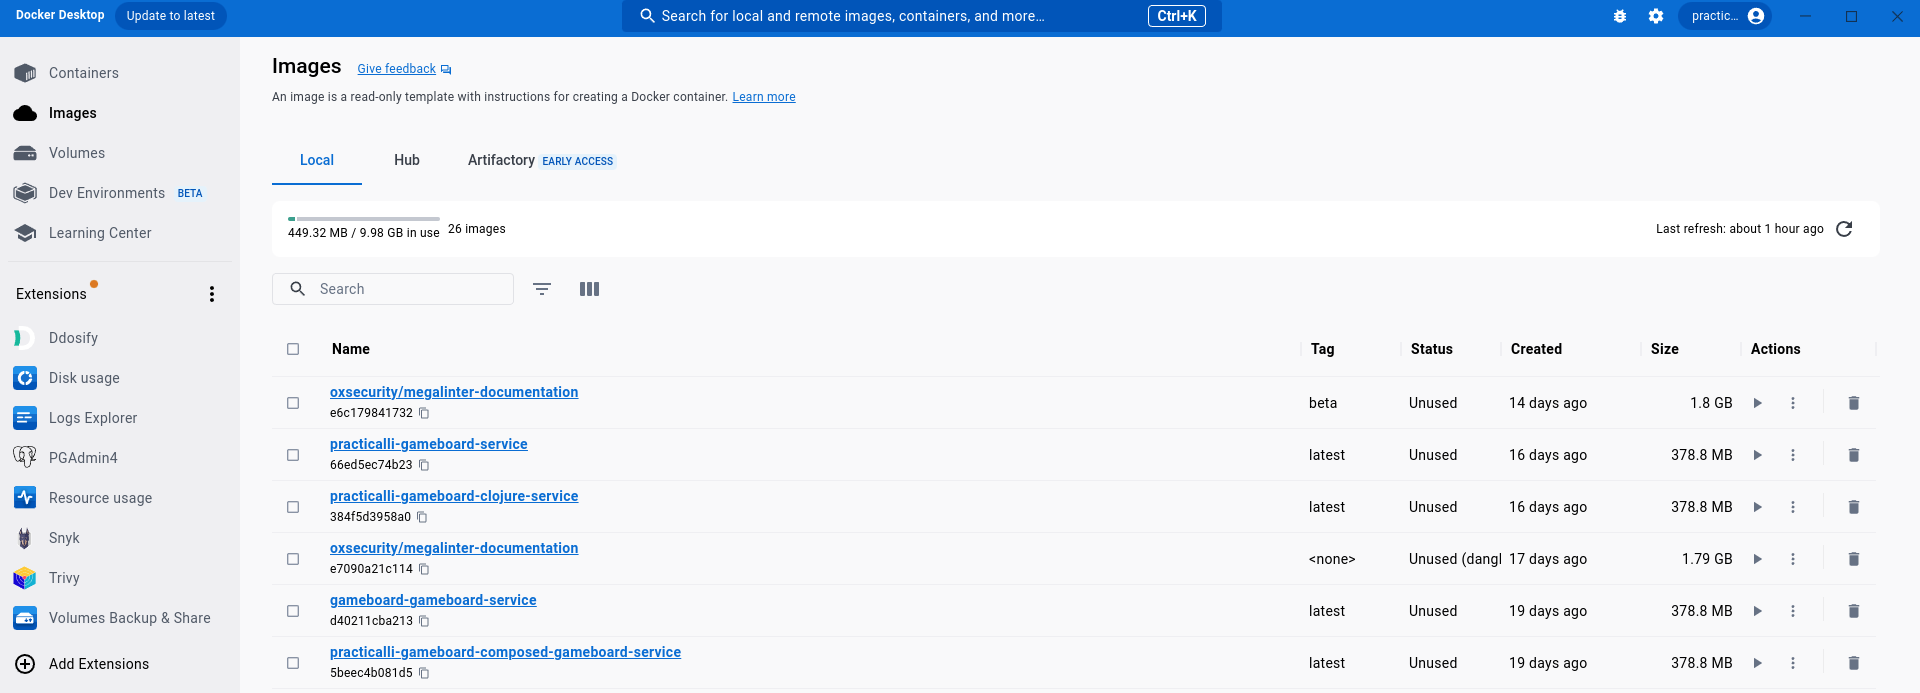 Docker Desktop Update to latest Search for local and remote images, containers, and more... Ctrl+K practic...
Containers
Images
Volumes
Dev Environments BETA
Learning Center
Extensions
Ddosify
Disk usage
Logs Explorer
PGAdmin4
Resource usage
Snyk
Trivy
Volumes Backup & Share
Add Extensions
Images Give feedback
An image is a read-only template with instructions for creating a Docker container. Learn more
Local Hub Artifactory EARLY ACCESS
449.32 MB / 9.98 GB in use 26 images Last refresh: about 1 hour ago
Search
Name Tag Status Created Size Actions
oxsecurity/megalinter-documentation
e6c179841732 beta Unused 14 days ago 1.8 GB
practicalli-gameboard-service
66ed5ec74b23 latest Unused 16 days ago 378.8 MB
practicalli-gameboard-clojure-service
384f5d3958a0 latest Unused 16 days ago 378.8 MB
oxsecurity/megalinter-documentation
e7090a21c114 <none> Unused (dangl 17 days ago 1.79 GB
gameboard-gameboard-service
d40211cba213 latest Unused 19 days ago 378.8 MB
practicalli-gameboard-composed-gameboard-service
5beec4b081d5 latest Unused 19 days ago 378.8 MB